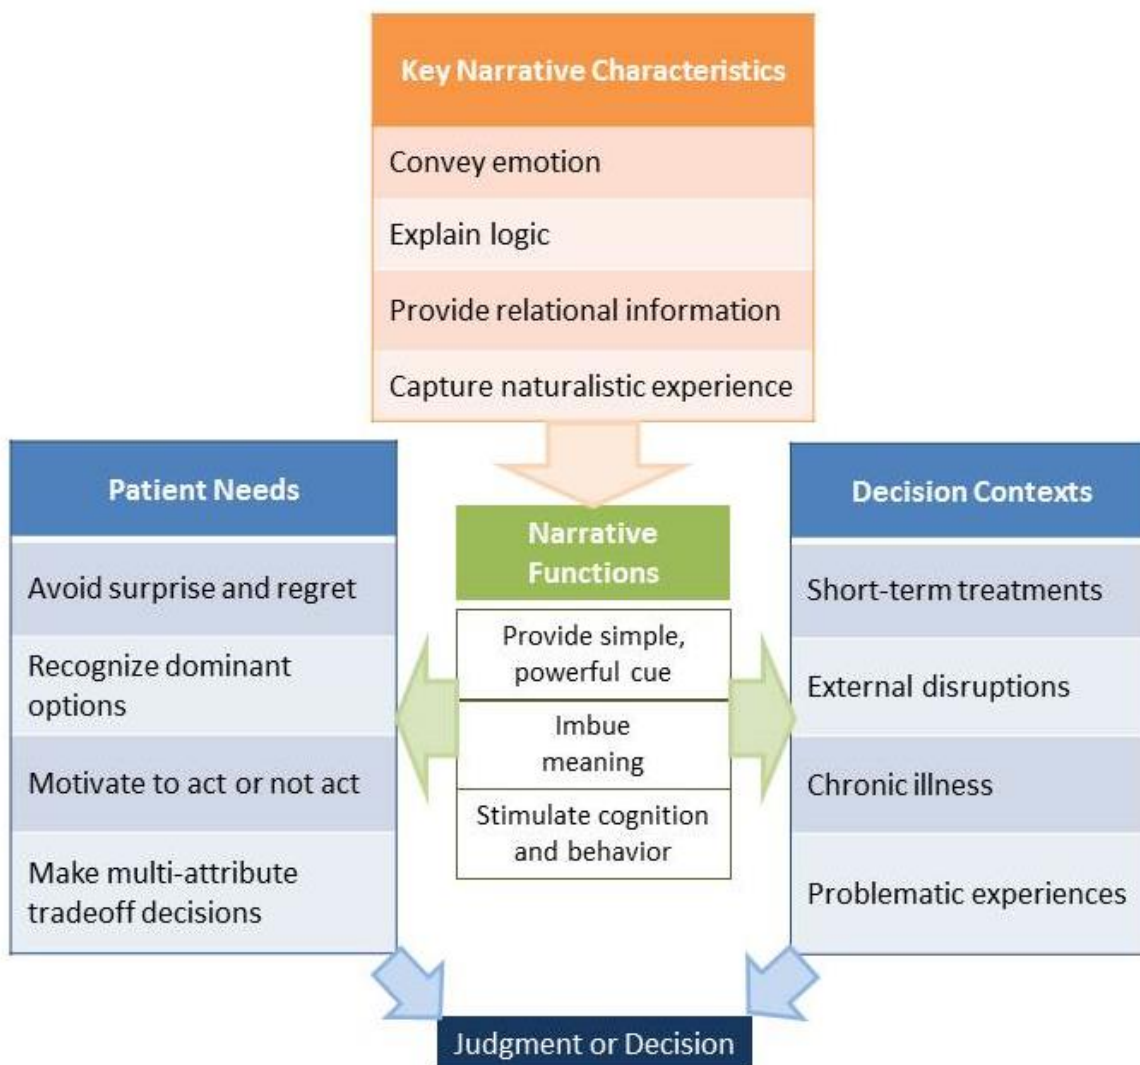 Key Narrative Characteristics
Convey emotion
Explain logic
Provide relational information
Capture naturalistic experience
Patient Needs
Avoid surprise and regret
Recognize dominant
options
Motivate to act or not act
Make multi-attribute
tradeoff decisions
Narrative
Functions
Provide simple,
powerful cue
Imbue
meaning
Stimulate cognition
and behavior
Decision Contexts
Short-term treatments
External disruptions
Chronic illness
Problematic experiences
Judgment or Decision